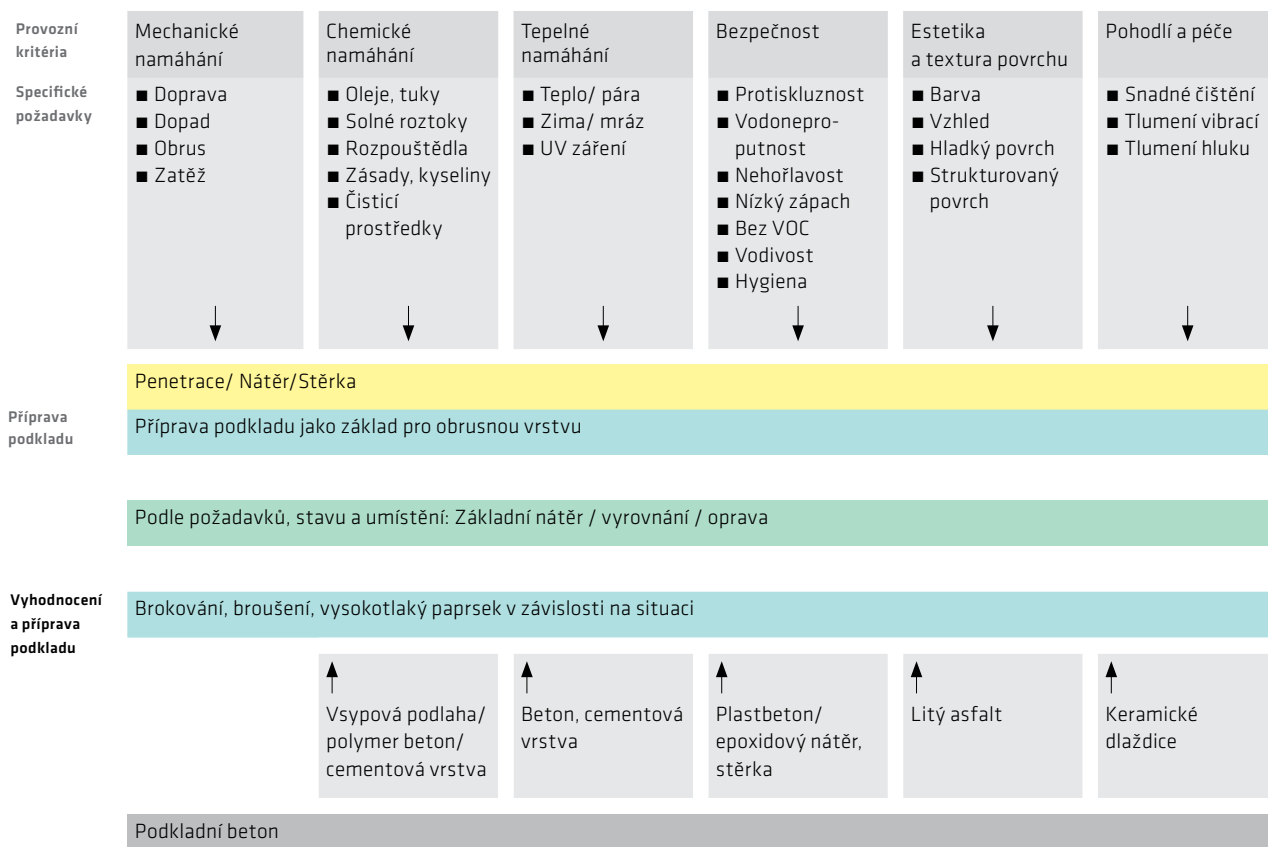 Provozní
kritéria
Mechanické
namáhání
Chemické
namáhání
Tepelné
namáhání
Bezpečnost
Estetika
a textura povrchu
Pohodlí a péče
Specifické
požadavky
■ Doprava
■ Dopad
■ Obrus
■ Zatěž
■ Oleje, tuky
■ Solné roztoky
■ Rozpouštědla
■ Zásady, kyseliny
■ Čisticí
prostředky
■ Teplo/ pára
■ Zima/ mráz
■ UV záření
■ Protiskluznost
■ Vodonepro-
putnost
■ Nehořlavost
■ Nízký zápach
■ Bez VOC
■ Vodivost
■ Hygiena
■ Barva
■ Vzhled
■ Hladký povrch
■ Strukturovaný
povrch
■ Snadné čištění
■ Tlumení vibrací
■ Tlumení hluku
Penetrace/ Nátěr/Stěrka
Příprava
podkladu
Příprava podkladu jako základ pro obrusnou vrstvu
Podle požadavků, stavu a umístění: Základní nátěr / vyrovnání / oprava
Vyhodnocení
a příprava
podkladu
Brokování, broušení, vysokotlaký paprsek v závislosti na situaci
Vsypová podlaha/
polymer beton/
cementová vrstva
Beton, cementová
vrstva
Plastbeton/
epoxidový nátěr,
stěrka
Litý asfalt
Keramické
dlaždice
Podkladní beton